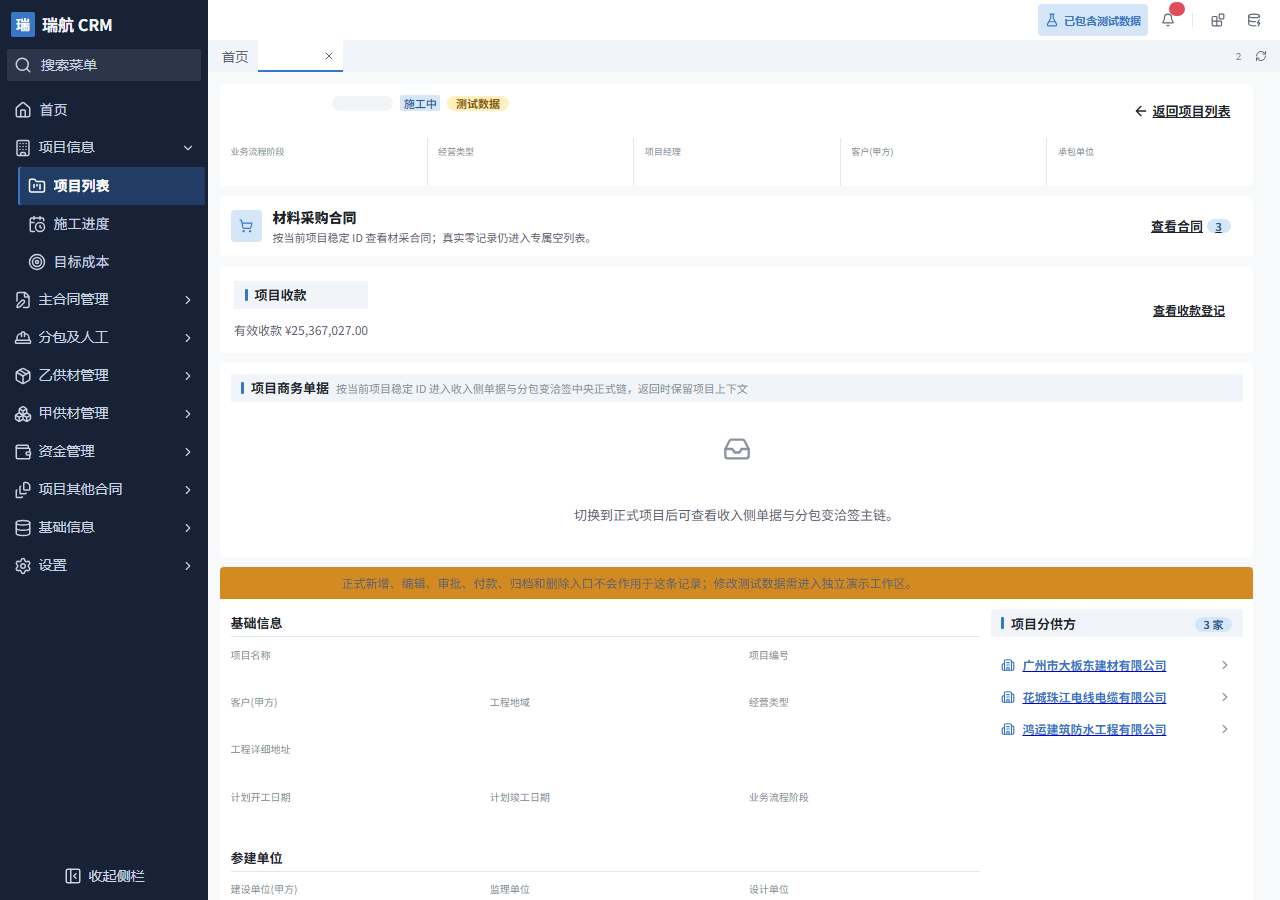 瑞 瑞航 CRM
已包含测试数据
搜索菜单
首页
2
首页
项目信息
项目列表
施工进度
目标成本
主合同管理
分包及人工
乙供材管理
甲供材管理
资金管理
项目其他合同
基础信息
设置
收起侧栏
施工中 测试数据
返回项目列表
业务流程阶段 经营类型 项目经理 客户(甲方) 承包单位
材料采购合同
按当前项目稳定 ID 查看材采合同；真实零记录仍进入专属空列表。
查看合同 3
项目收款
有效收款 ¥25,367,027.00
查看收款登记
项目商务单据 按当前项目稳定 ID 进入收入侧单据与分包变洽签中央正式链，返回时保留项目上下文
切换到正式项目后可查看收入侧单据与分包变洽签主链。
正式新增、编辑、审批、付款、归档和删除入口不会作用于这条记录；修改测试数据需进入独立演示工作区。
基础信息
项目名称 项目编号
客户(甲方) 工程地域 经营类型
工程详细地址
计划开工日期 计划竣工日期 业务流程阶段
参建单位
建设单位(甲方) 监理单位 设计单位
项目分供方 3 家
广州市大板东建材有限公司
花城珠江电线电缆有限公司
鸿运建筑防水工程有限公司